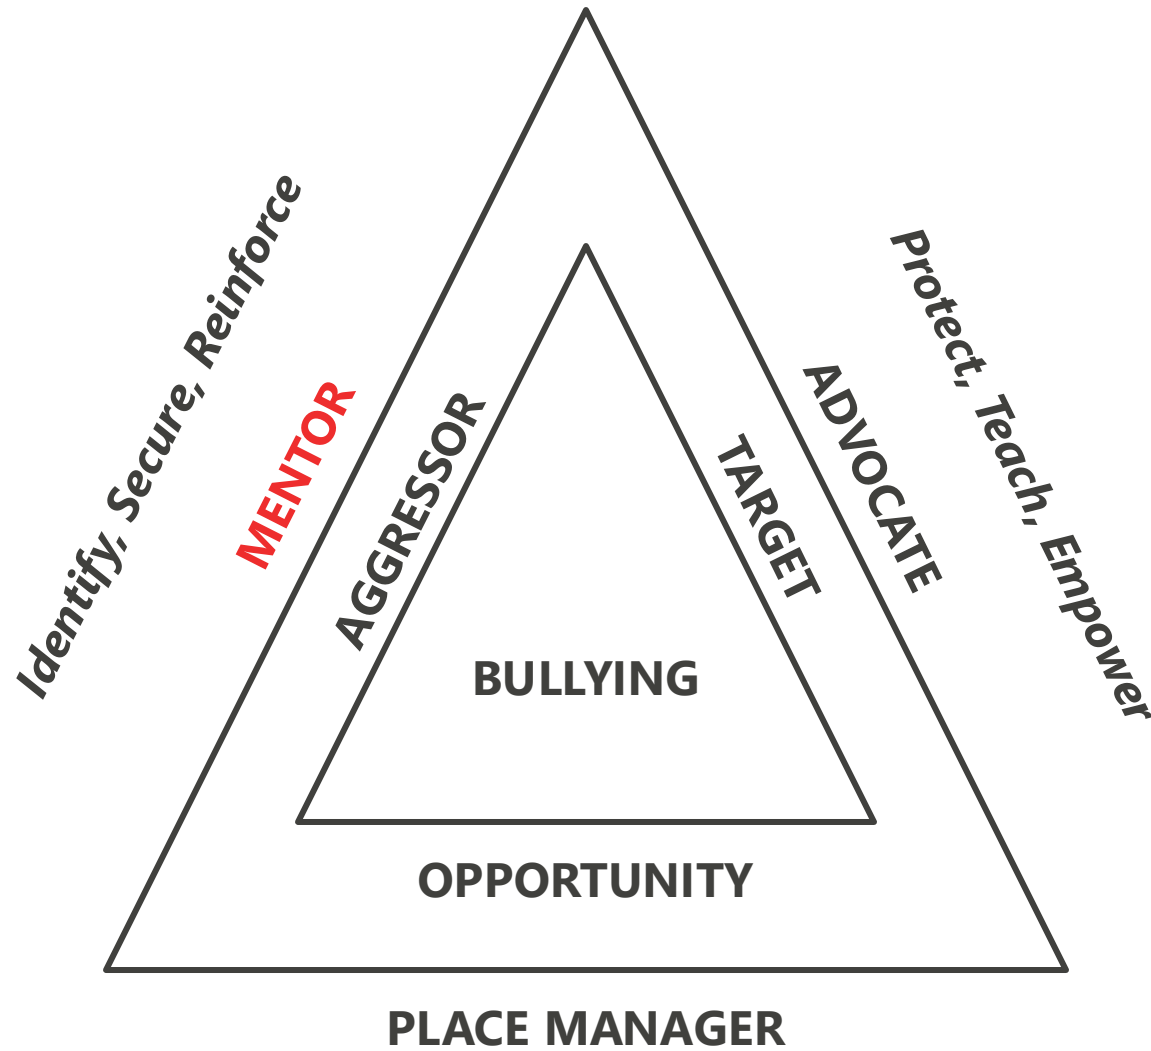 Identify, Secure, Reinforce
MENTOR
AGGRESSOR
TARGET
ADVOCATE
Protect, Teach, Empower
BULLYING
OPPORTUNITY
PLACE MANAGER